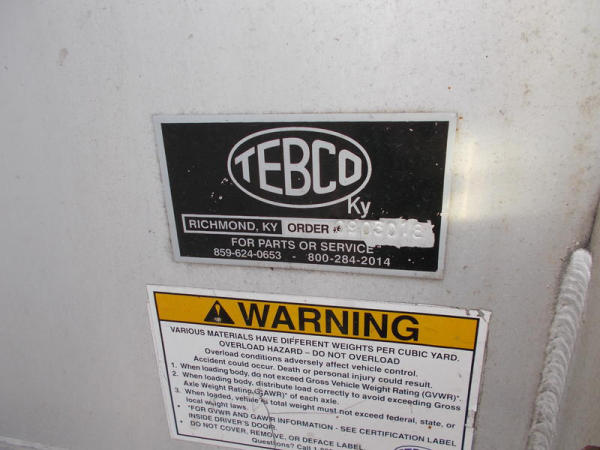 TEBCO
Ky
RICHMOND, KY ORDER #
FOR PARTS OR SERVICE
859-624-0653 - 800-284-2014
WARNING
VARIOUS MATERIALS HAVE DIFFERENT WEIGHTS PER CUBIC YARD.
OVERLOAD HAZARD – DO NOT OVERLOAD
Overload conditions adversely affect vehicle control.
Accident could occur. Death or personal injury could result.
1. When loading body, do not exceed Gross Vehicle Weight Rating (GVWR)*.
2. When loading body, distribute load correctly to avoid exceeding Gross
Axle Weight Rating (GAWR)* of each axle.
3. When loaded, vehicle's total weight must not exceed federal, state, or
local weight laws.
* *FOR GVWR AND GAWR INFORMATION - SEE CERTIFICATION LABEL
INSIDE DRIVER'S DOOR.
* DO NOT COVER, REMOVE, OR DEFACE LABEL
Questions? Call